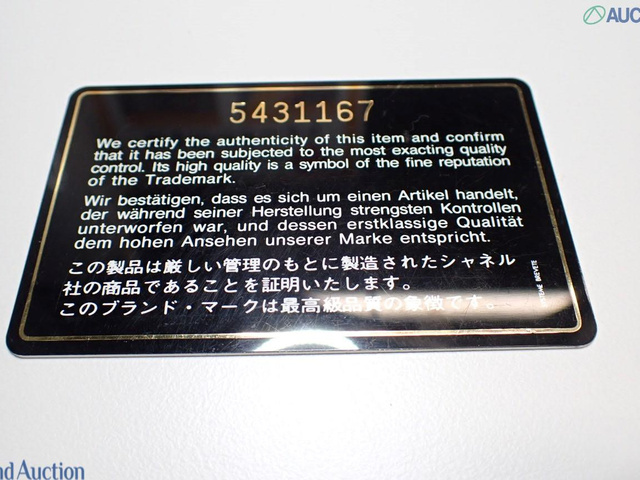 AUC
5431167
We certify the authenticity of this item and confirm
that it has been subjected to the most exacting quality
control. Its high quality is a symbol of the fine reputation
of the Trademark.
Wir bestätigen, dass es sich um einen Artikel handelt,
der während seiner Herstellung strengsten Kontrollen
unterworfen war, und dessen erstklassige Qualität
dem hohen Ansehen unserer Marke entspricht.
この製品は厳しい管理のもとに製造されたシャネル
社の商品であることを証明いたします。
このブランド・マークは最高級品質の象徴です。
BREVETE
nd Auction